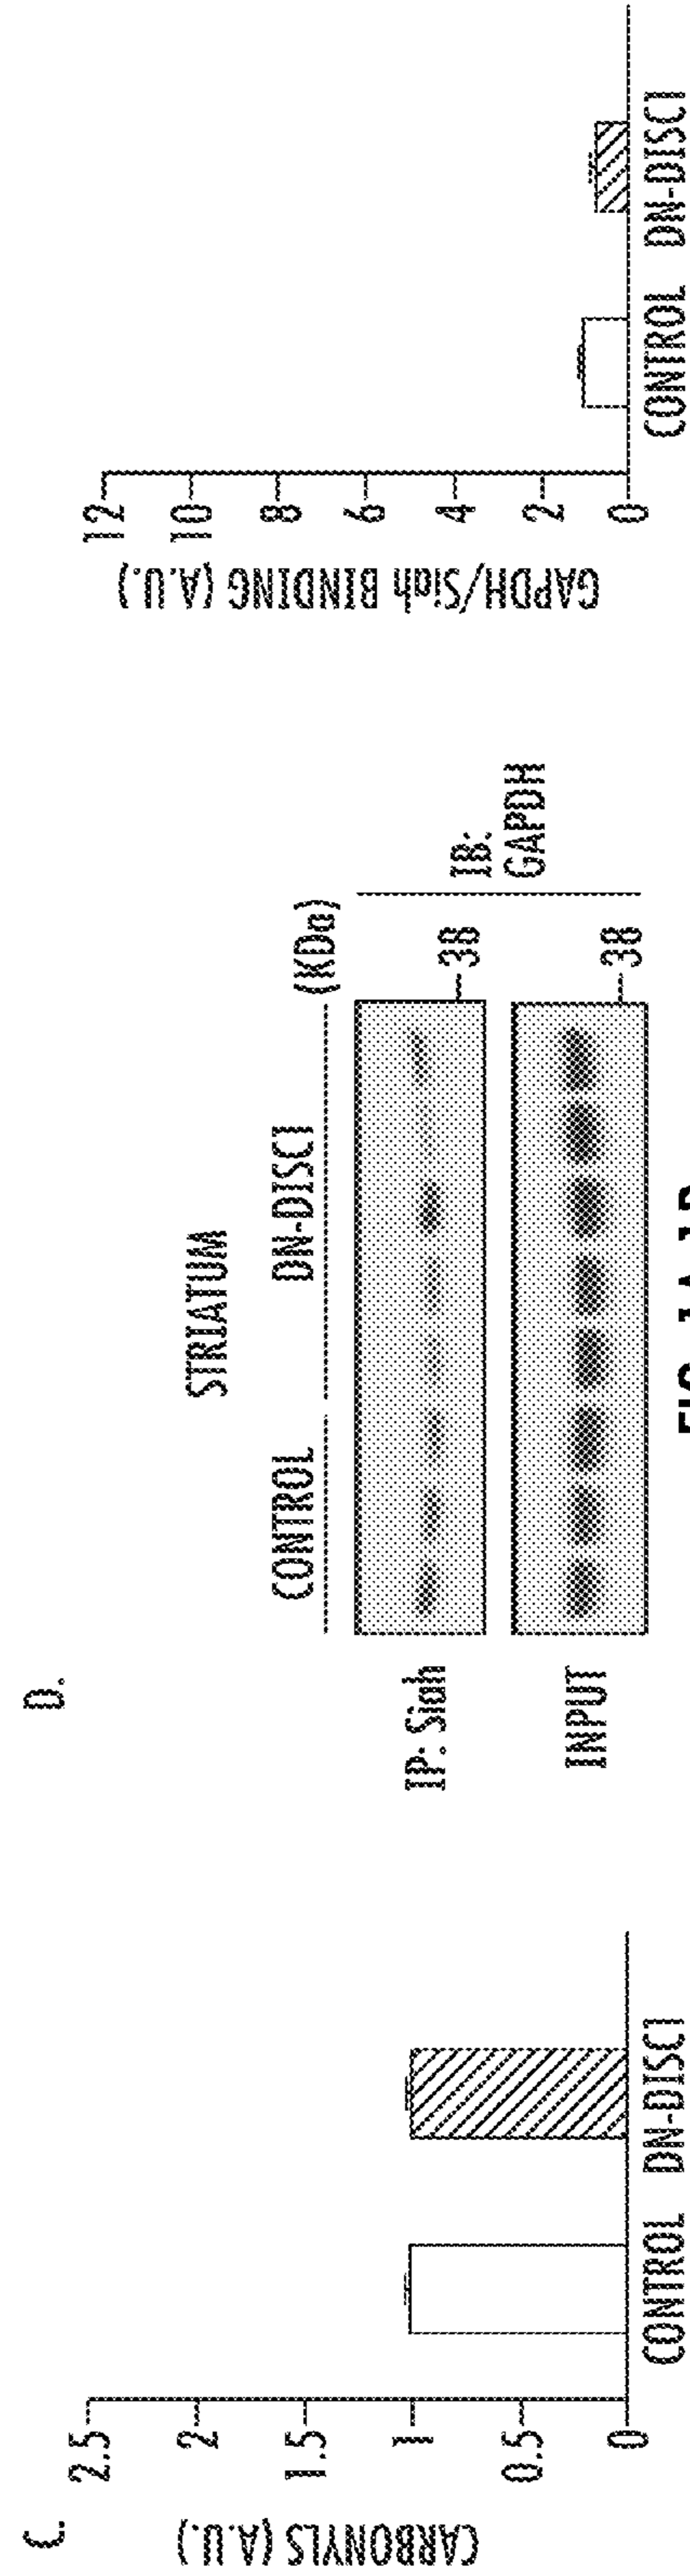 C.
CARBONYLS (A.U.)
2.5
2
1.5
1
0.5
0
CONTROL DN-DISC1
D.
STRIATUM
CONTROL DN-DISC1
(KDa)
IP: Siah
38
INPUT
38
IB:
GAPDH
GAPDH/Siah BINDING (A.U.)
12
10
8
6
4
2
0
CONTROL DN-DISC1